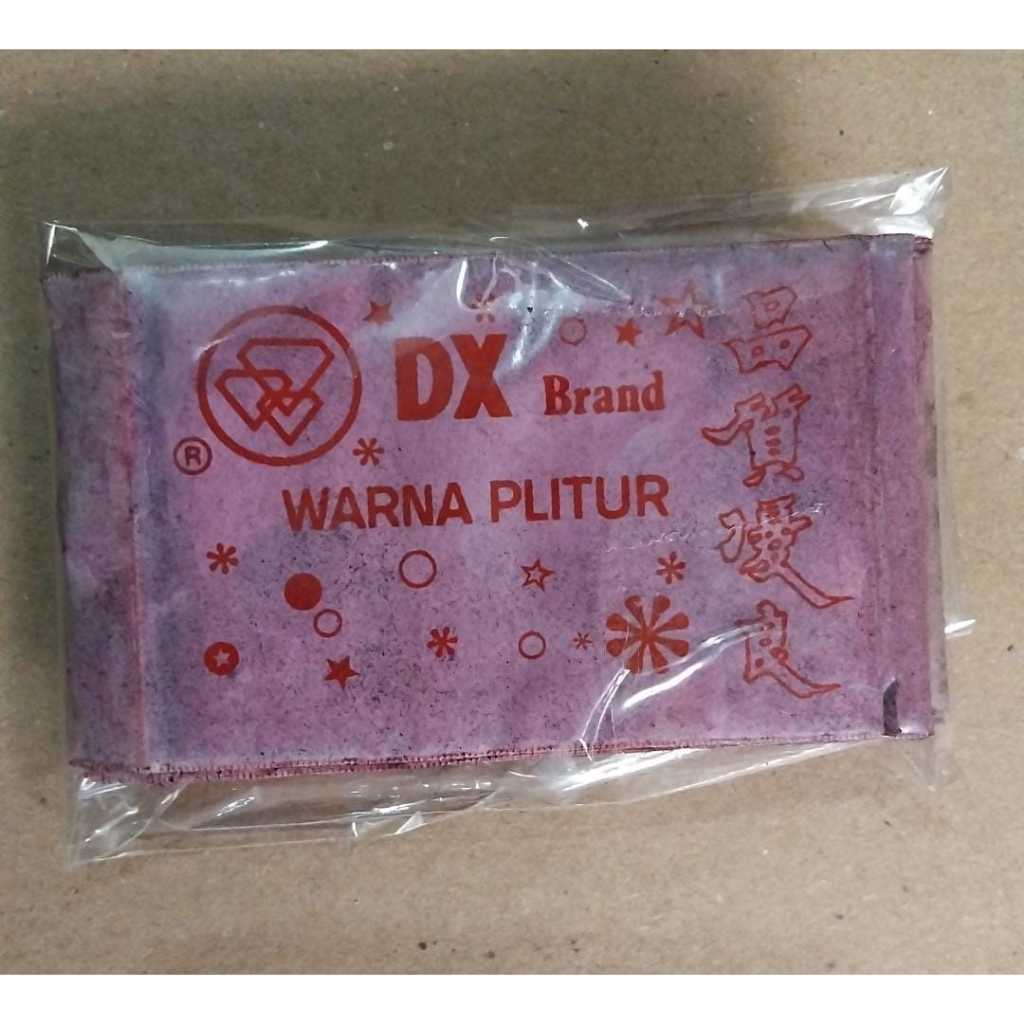 DX Brand
®
WARNA PLITUR
品質優良